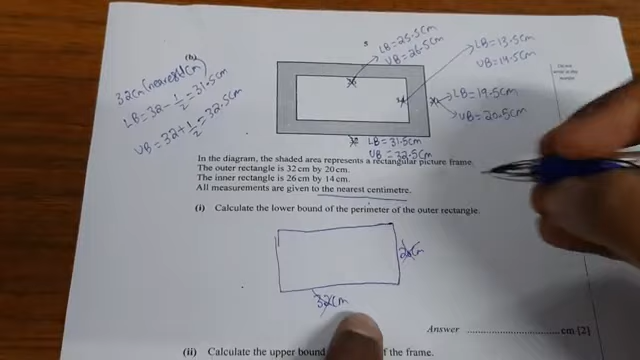 (b)
32cm (nearest cm)
LB = 32 - 1/2 = 31.5cm
UB = 32 + 1/2 = 32.5cm
LB = 25.5cm
UB = 26.5cm
LB = 13.5cm
UB = 14.5cm
LB = 19.5cm
UB = 20.5cm
LB = 31.5cm
UB = 32.5cm
In the diagram, the shaded area represents a rectangular picture frame.
The outer rectangle is 32 cm by 20 cm.
The inner rectangle is 26 cm by 14 cm.
All measurements are given to the nearest centimetre.
(i) Calculate the lower bound of the perimeter of the outer rectangle.
32cm
Answer ................................ cm [2]
(ii) Calculate the upper bound of the frame.